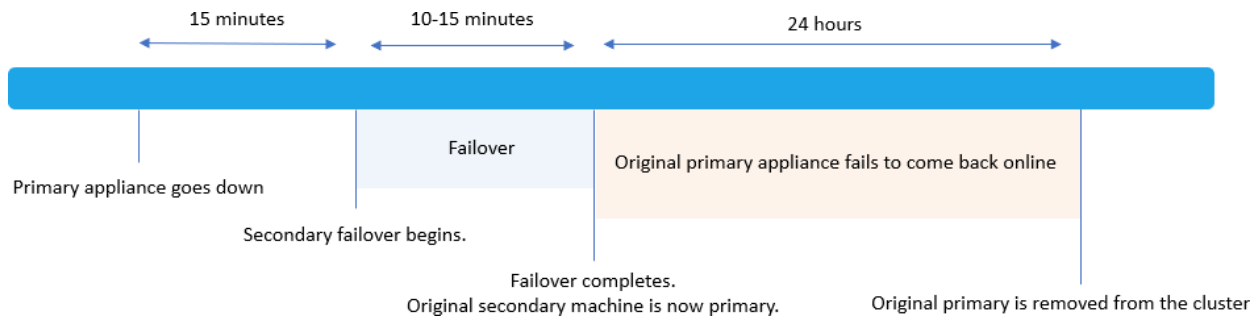 15 minutes
10-15 minutes
24 hours
Failover
Original primary appliance fails to come back online
Primary appliance goes down
Secondary failover begins.
Failover completes.
Original secondary machine is now primary.
Original primary is removed from the cluster